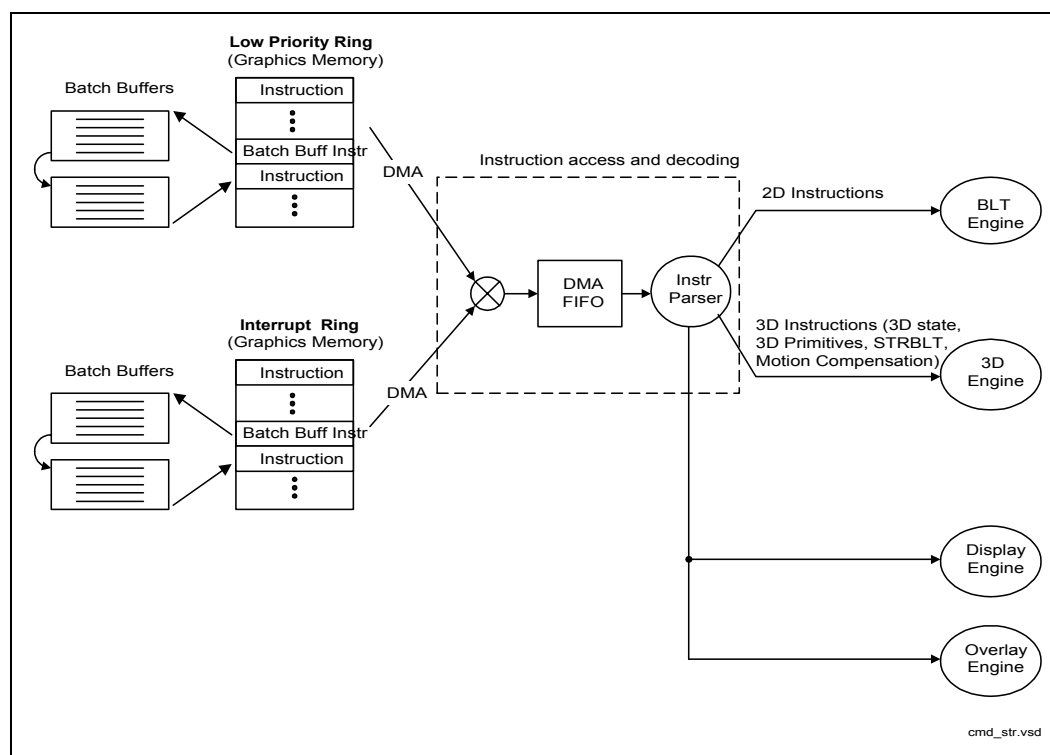 Low Priority Ring
(Graphics Memory)
Batch Buffers
Instruction
Batch Buff Instr
Instruction
DMA
Instruction access and decoding
2D Instructions
BLT
Engine
DMA
FIFO
Instr
Parser
Interrupt Ring
(Graphics Memory)
Batch Buffers
Instruction
Batch Buff Instr
Instruction
DMA
3D Instructions (3D state,
3D Primitives, STRBLT,
Motion Compensation)
3D
Engine
Display
Engine
Overlay
Engine
cmd_str.vsd